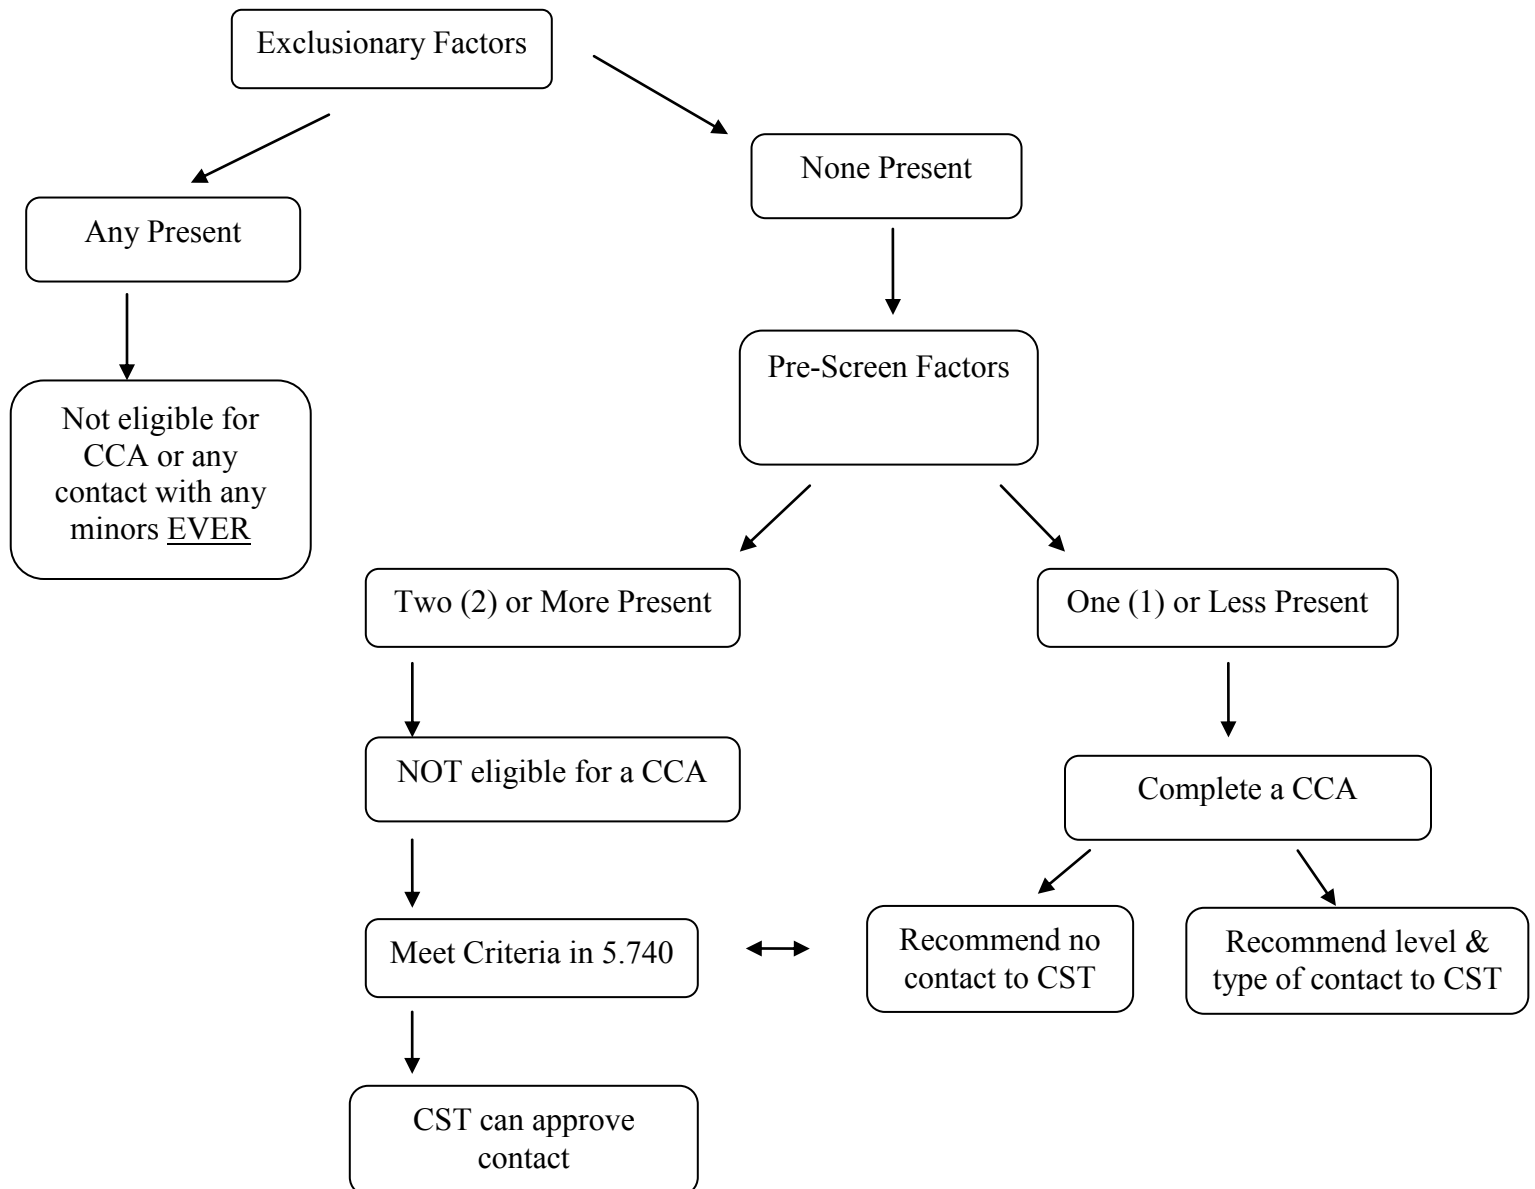 Exclusionary Factors
None Present
Any Present
Pre-Screen Factors
Not eligible for
CCA or any
contact with any
minors EVER
Two (2) or More Present
One (1) or Less Present
NOT eligible for a CCA
Complete a CCA
Meet Criteria in 5.740
Recommend no
contact to CST
Recommend level &
type of contact to CST
CST can approve
contact